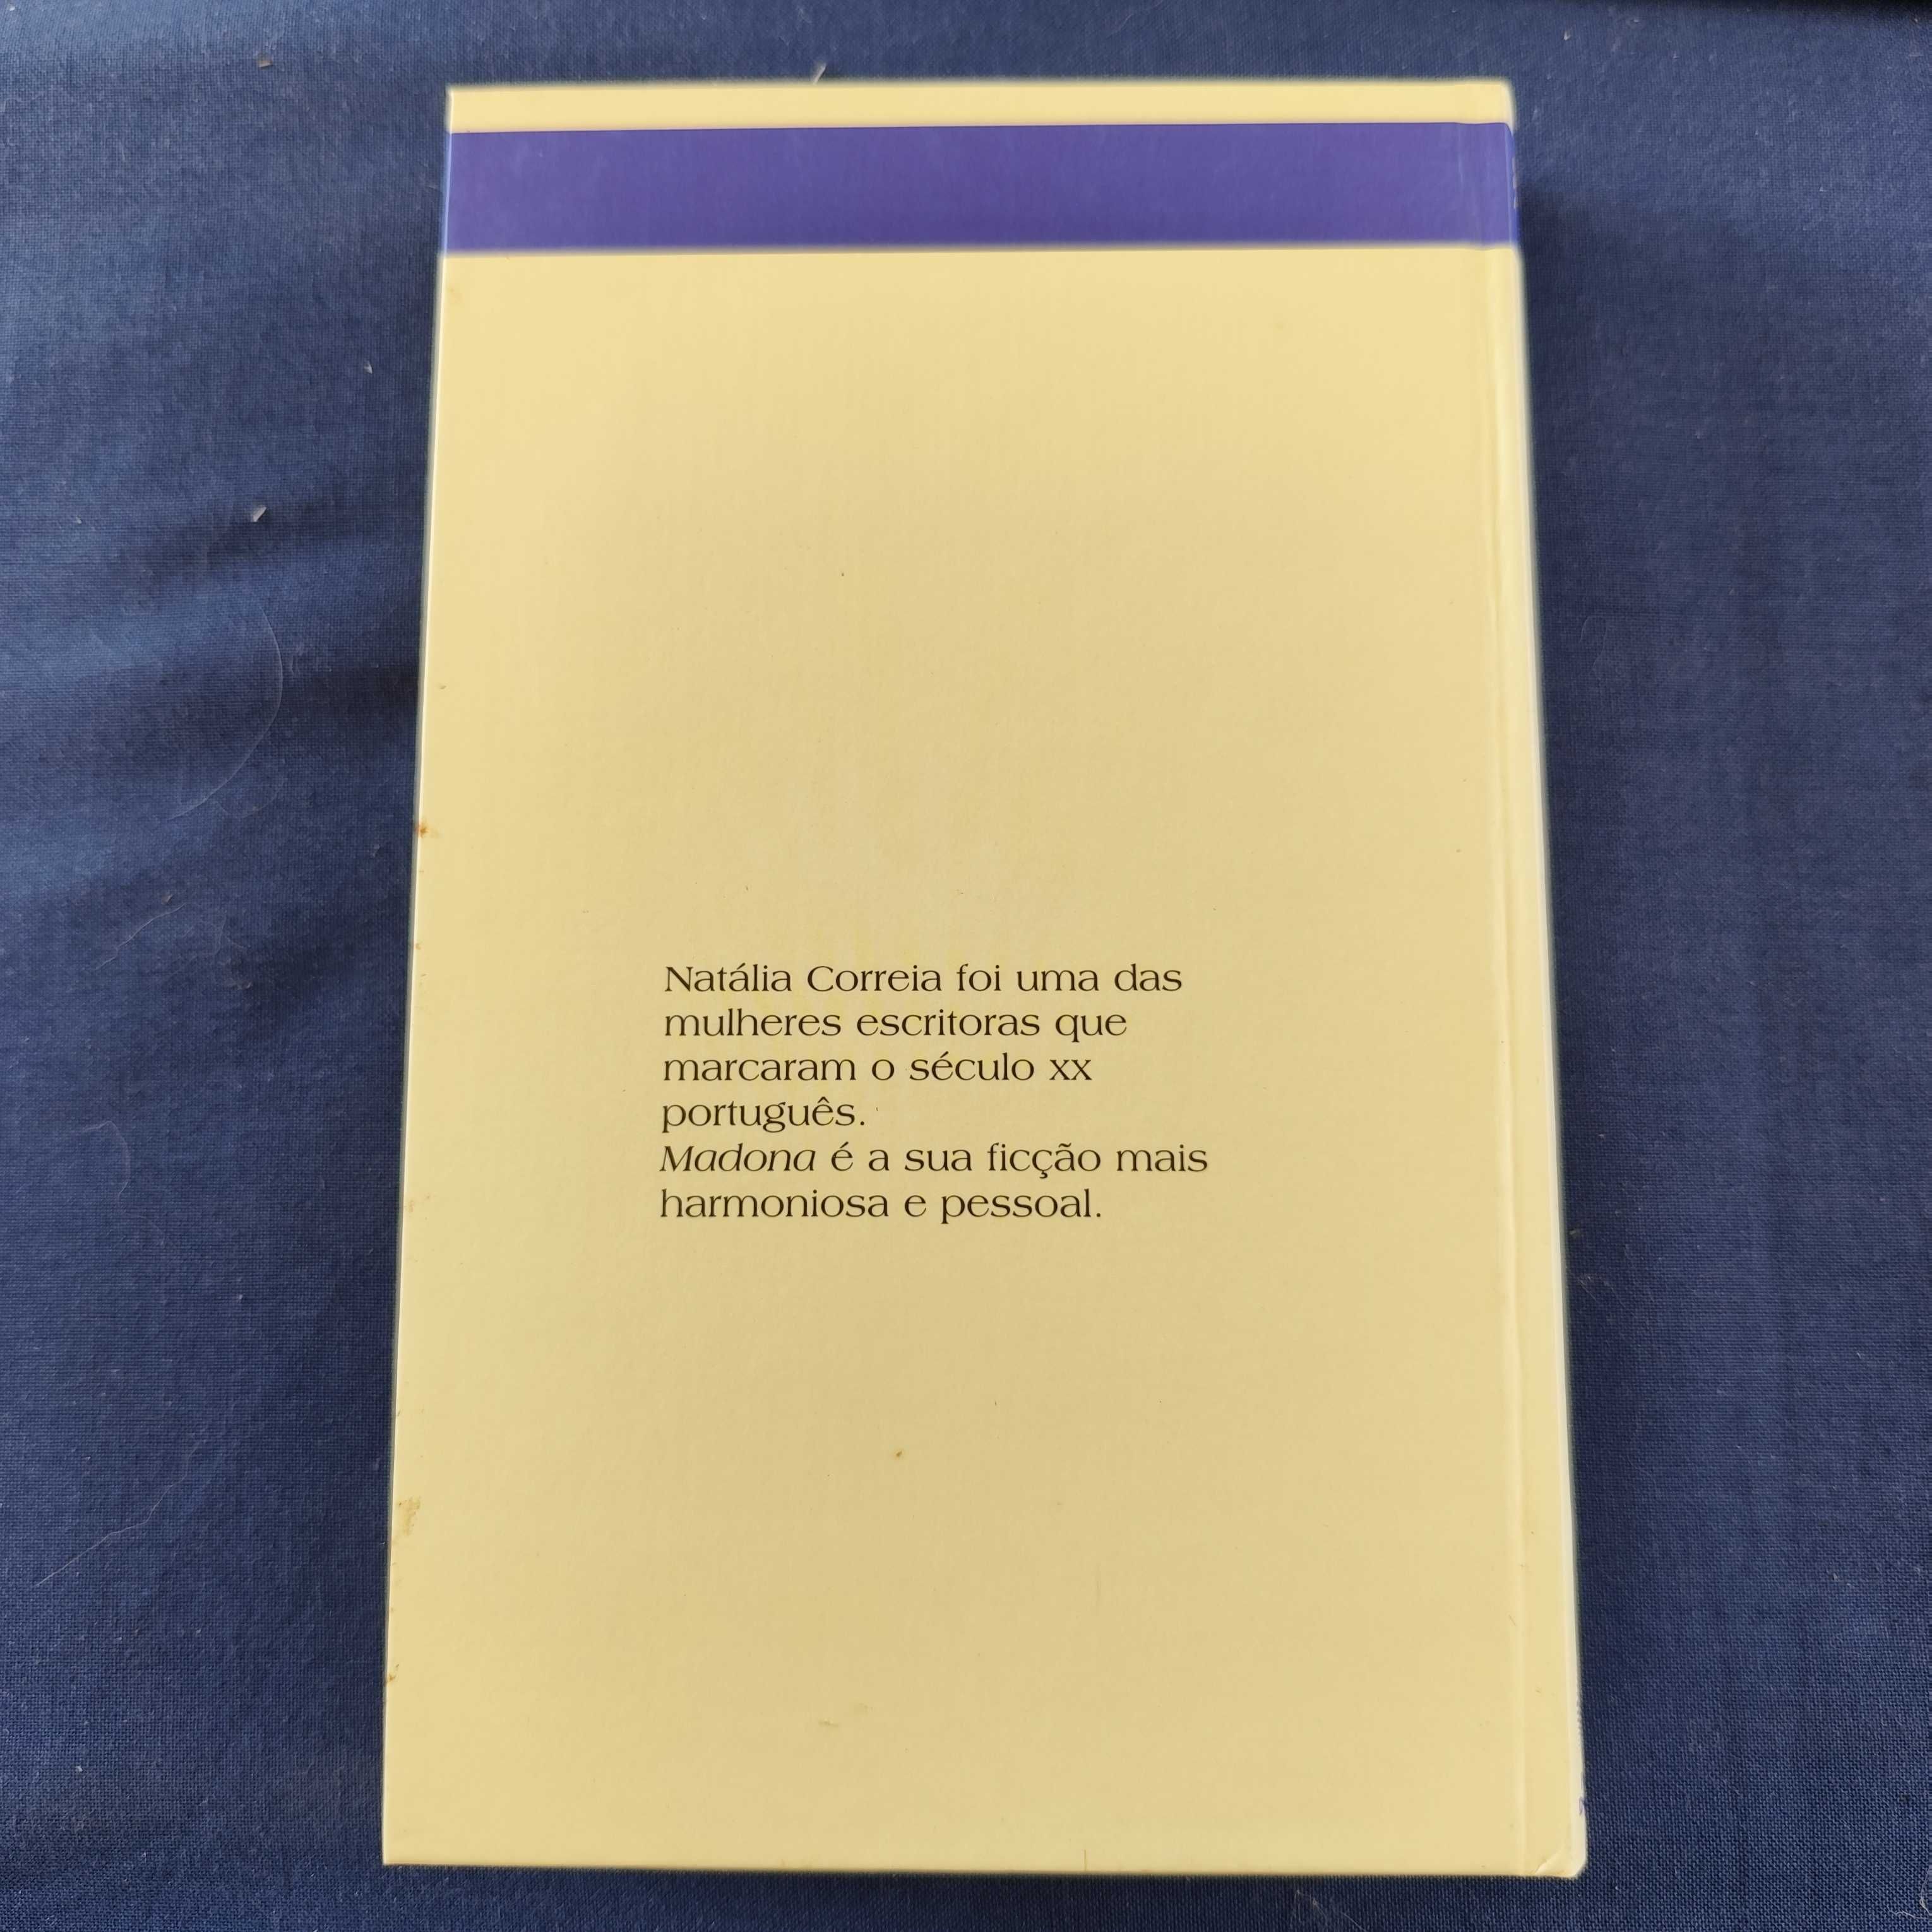 Natália Correia foi uma das
mulheres escritoras que
marcaram o século xx
português.
Madona é a sua ficção mais
harmoniosa e pessoal.